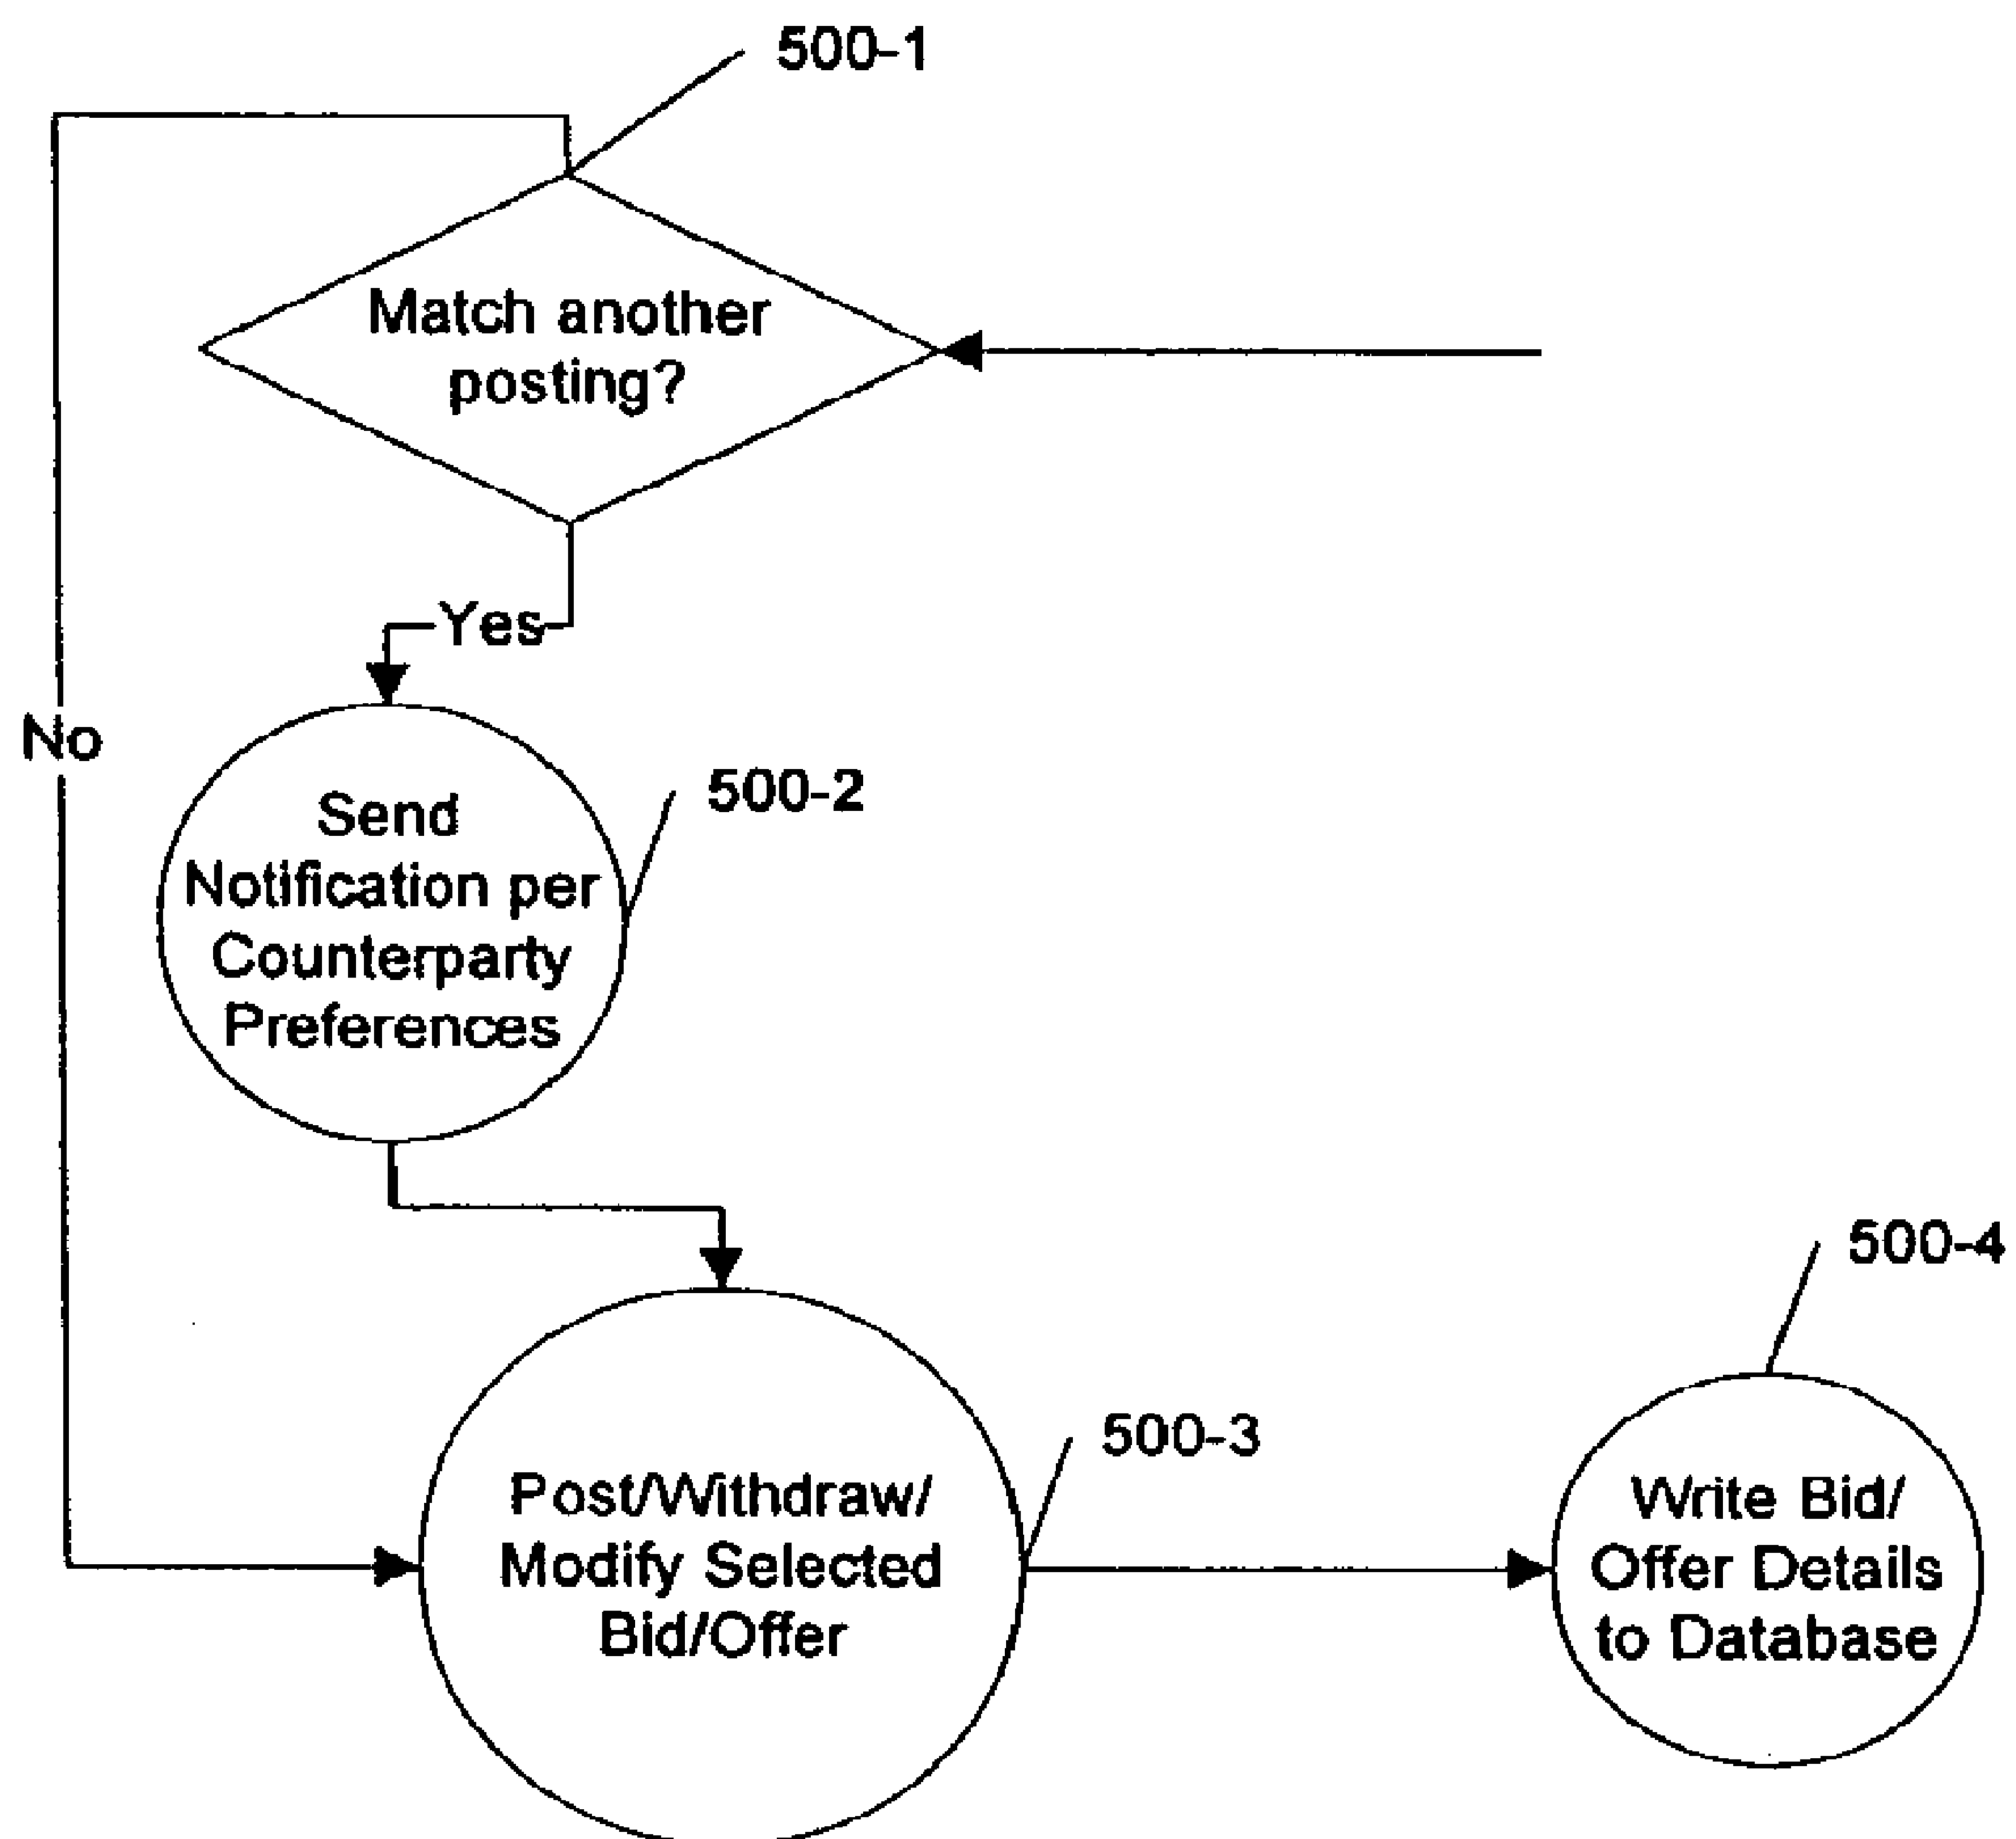 500-1
Match another
posting?
Yes
No
500-2
Send
Notification per
Counterparty
Preferences
500-4
500-3
Post/Withdraw/
Modify Selected
Bid/Offer
Write Bid/
Offer Details
to Database